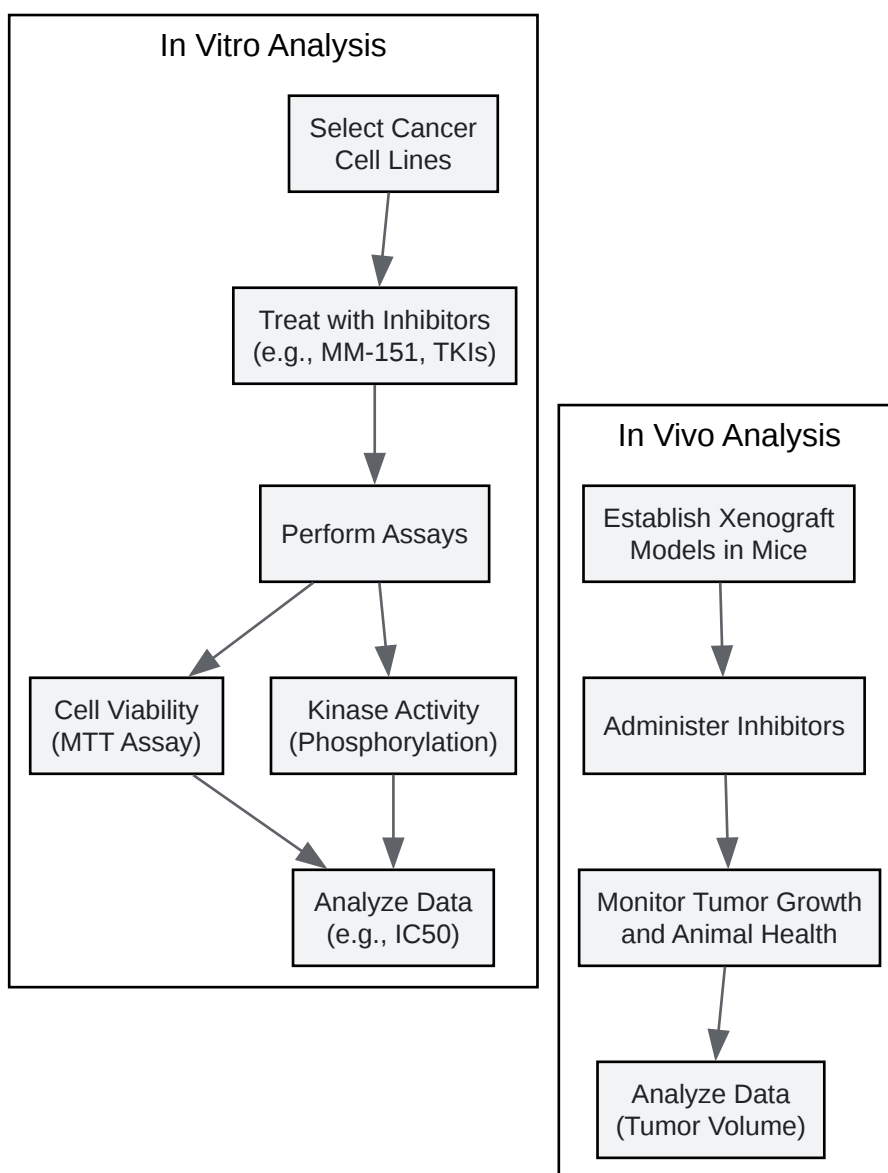 In Vitro Analysis
Select Cancer
Cell Lines
Treat with Inhibitors
(e.g., MM-151, TKIs)
Perform Assays
Cell Viability
(MTT Assay)
Kinase Activity
(Phosphorylation)
Analyze Data
(e.g., IC50)
In Vivo Analysis
Establish Xenograft
Models in Mice
Administer Inhibitors
Monitor Tumor Growth
and Animal Health
Analyze Data
(Tumor Volume)